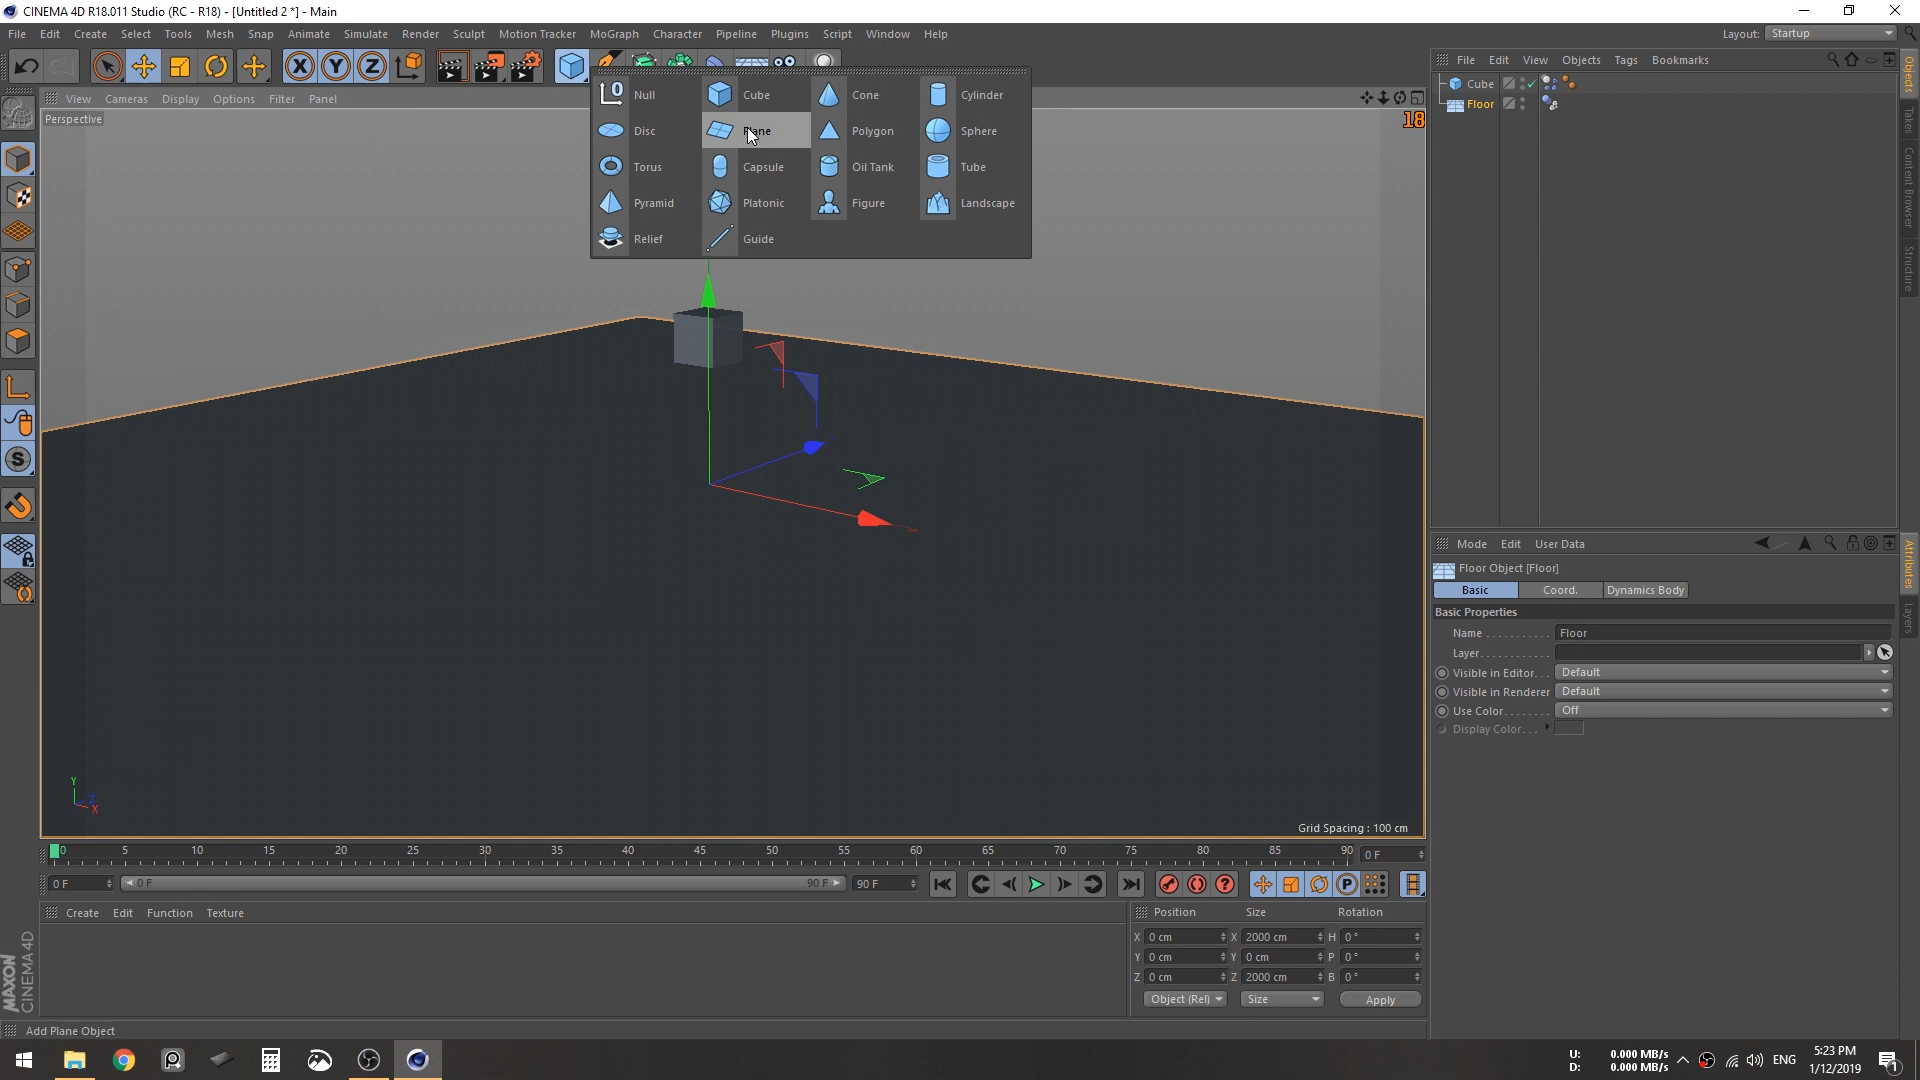 CINEMA 4D R18.011 Studio (RC - R18) - [Untitled 2 *] - Main
File Edit Create Select Tools Mesh Snap Animate Simulate Render Sculpt Motion Tracker MoGraph Character Pipeline Plugins Script Window Help
Layout: Startup
X Y Z
File Edit View Objects Tags Bookmarks
View Cameras Display Options Filter Panel
Perspective
18
Null Cube Cone Cylinder
Disc Plane Polygon Sphere
Torus Capsule Oil Tank Tube
Pyramid Platonic Figure Landscape
Relief Guide
Cube
Floor
Objects
Takes
Content Browser
Structure
Mode Edit User Data
Floor Object [Floor]
Basic Coord. Dynamics Body
Basic Properties
Name . . . . . . . . . . . Floor
Layer. . . . . . . . . . . .
Visible in Editor. . . Default
Visible in Renderer Default
Use Color. . . . . . . . Off
Display Color. . .
Attributes
Layers
S
Y
Z
X
Grid Spacing : 100 cm
0 5 10 15 20 25 30 35 40 45 50 55 60 65 70 75 80 85 90 0 F
0 F 0 F 90 F 90 F
? P
Create Edit Function Texture
Position Size Rotation
X 0 cm X 2000 cm H 0 °
Y 0 cm Y 0 cm P 0 °
Z 0 cm Z 2000 cm B 0 °
Object (Rel) Size Apply
MAXON
CINEMA 4D
Add Plane Object
U: 0.000 MB/s
D: 0.000 MB/s
ENG
5:23 PM
1/12/2019
1